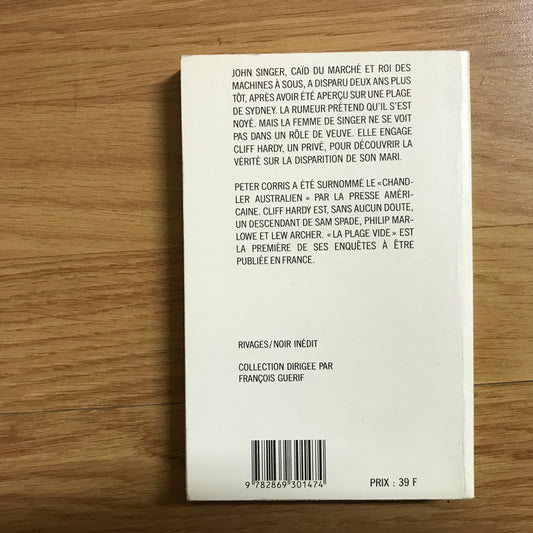 JOHN SINGER, CAÏD DU MARCHÉ ET ROI DES
MACHINES À SOUS, A DISPARU DEUX ANS PLUS
TÔT, APRÈS AVOIR ÉTÉ APERÇU SUR UNE PLAGE
DE SYDNEY. LA RUMEUR PRÉTEND QU'IL S'EST
NOYÉ. MAIS LA FEMME DE SINGER NE SE VOIT
PAS DANS UN RÔLE DE VEUVE. ELLE ENGAGE
CLIFF HARDY, UN PRIVÉ, POUR DÉCOUVRIR LA
VÉRITÉ SUR LA DISPARITION DE SON MARI.
PETER CORRIS A ÉTÉ SURNOMMÉ LE «CHAND-
LER AUSTRALIEN» PAR LA PRESSE AMÉRI-
CAINE. CLIFF HARDY EST, SANS AUCUN DOUTE,
UN DESCENDANT DE SAM SPADE, PHILIP MAR-
LOWE ET LEW ARCHER. «LA PLAGE VIDE» EST
LA PREMIÈRE DE SES ENQUÊTES À ÊTRE
PUBLIÉE EN FRANCE.
RIVAGES/NOIR INÉDIT
COLLECTION DIRIGEE PAR
FRANÇOIS GUERIF
9 782869 301474
PRIX : 39 F